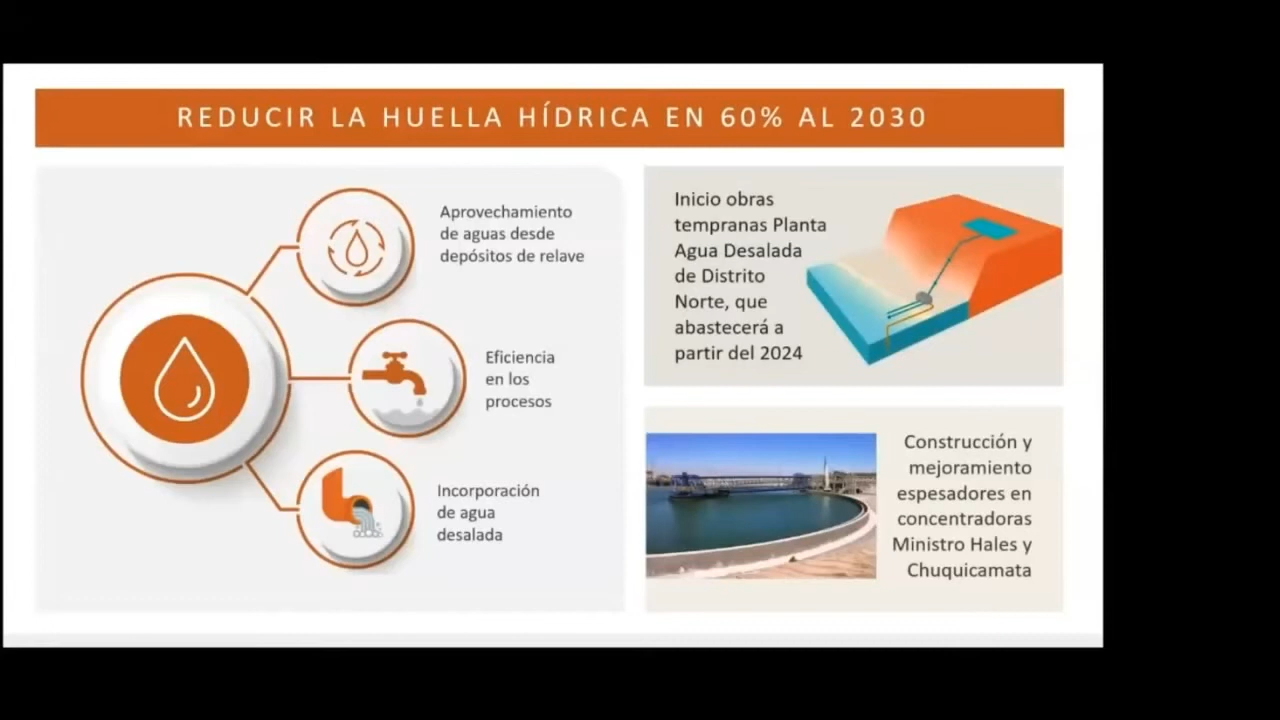 REDUCIR LA HUELLA HÍDRICA EN 60% AL 2030
Aprovechamiento
de aguas desde
depósitos de relave
Eficiencia
en los
procesos
Incorporación
de agua
desalada
Inicio obras
tempranas Planta
Agua Desalada
de Distrito
Norte, que
abastecerá a
partir del 2024
Construcción y
mejoramiento
espesadores en
concentradoras
Ministro Hales y
Chuquicamata